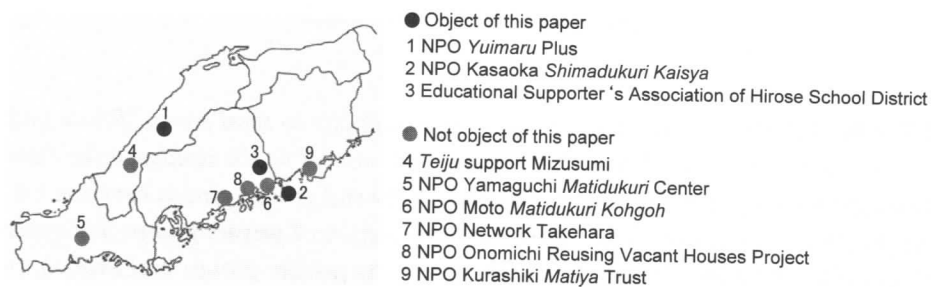 1
4
3
9
8
7
6
2
5
● Object of this paper
1 NPO Yuimaru Plus
2 NPO Kasaoka Shimadukuri Kaisya
3 Educational Supporter's Association of Hirose School District
● Not object of this paper
4 Teiju support Mizusumi
5 NPO Yamaguchi Matidukuri Center
6 NPO Moto Matidukuri Kohgoh
7 NPO Network Takehara
8 NPO Onomichi Reusing Vacant Houses Project
9 NPO Kurashiki Matiya Trust